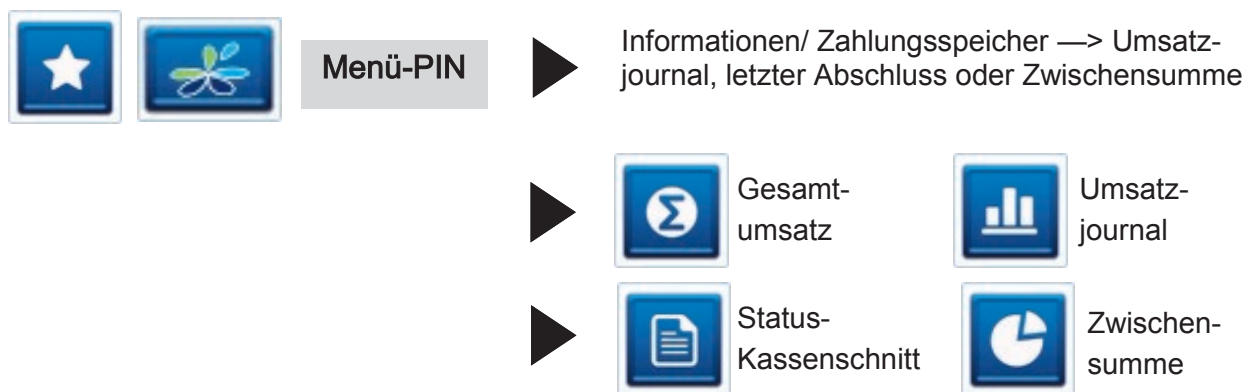 Menü-PIN
Informationen/ Zahlungsspeicher —> Umsatz-
journal, letzter Abschluss oder Zwischensumme
Gesamt-
umsatz
Umsatz-
journal
Status-
Kassenschnitt
Zwischen-
summe